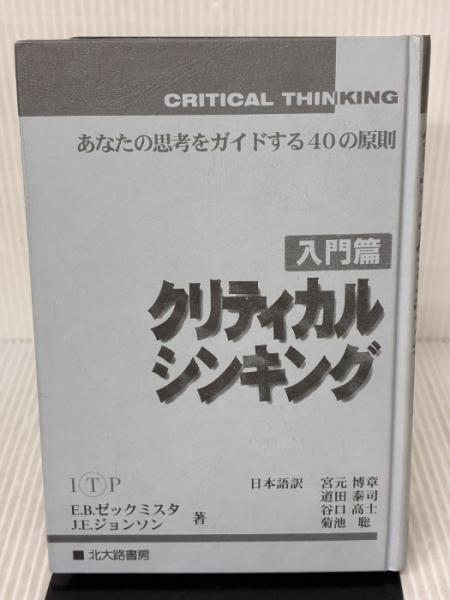 CRITICAL THINKING
あなたの思考をガイドする40の原則
入門篇
クリティカル
シンキング
ITP
日本語訳 宮元 博章
道田 泰司
谷口 高士
菊池 聡
E.B.ゼックミスタ
J.E.ジョンソン 著
北大路書房